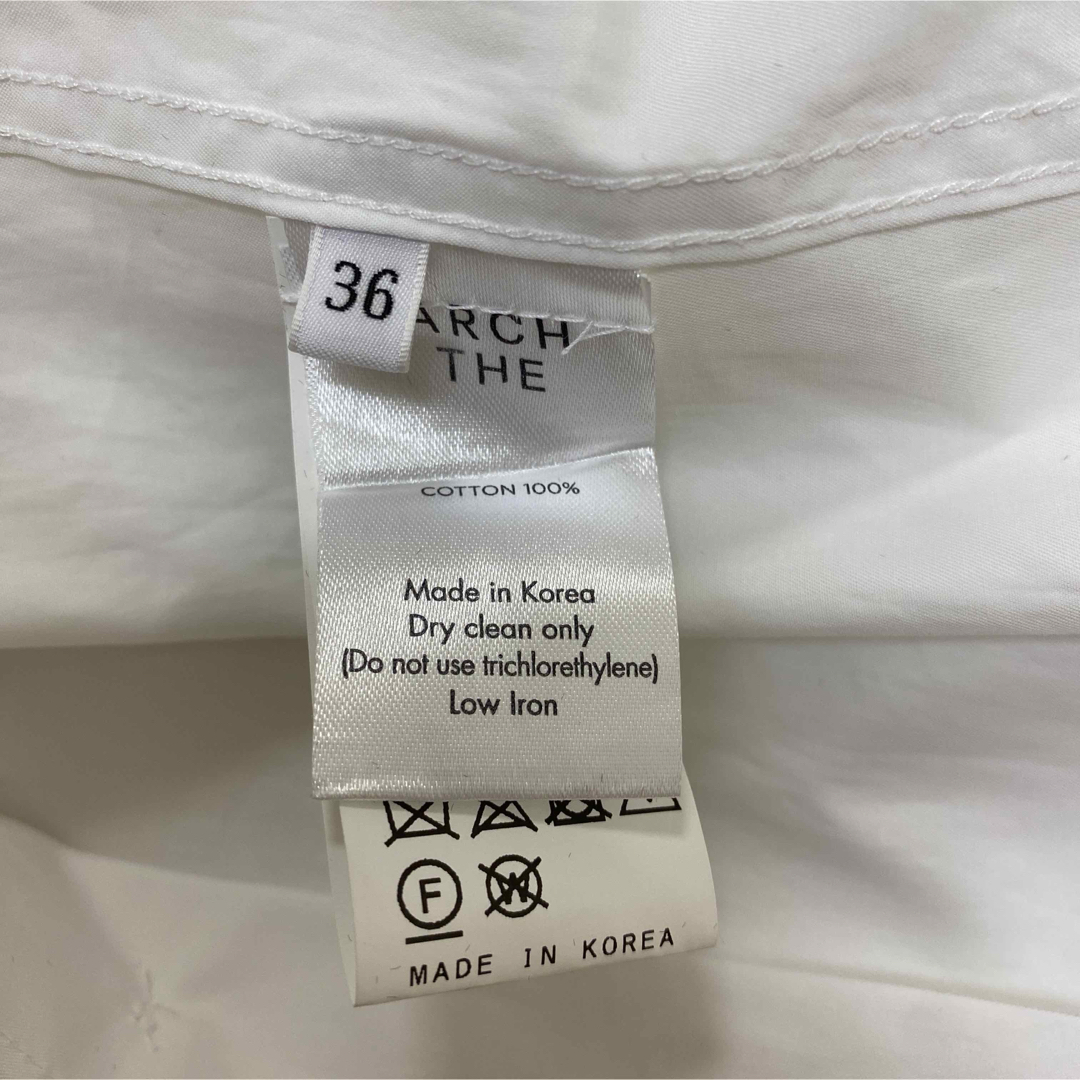 36
ARCH
THE
COTTON 100%
Made in Korea
Dry clean only
(Do not use trichlorethylene)
Low Iron
F
W
MADE IN KOREA